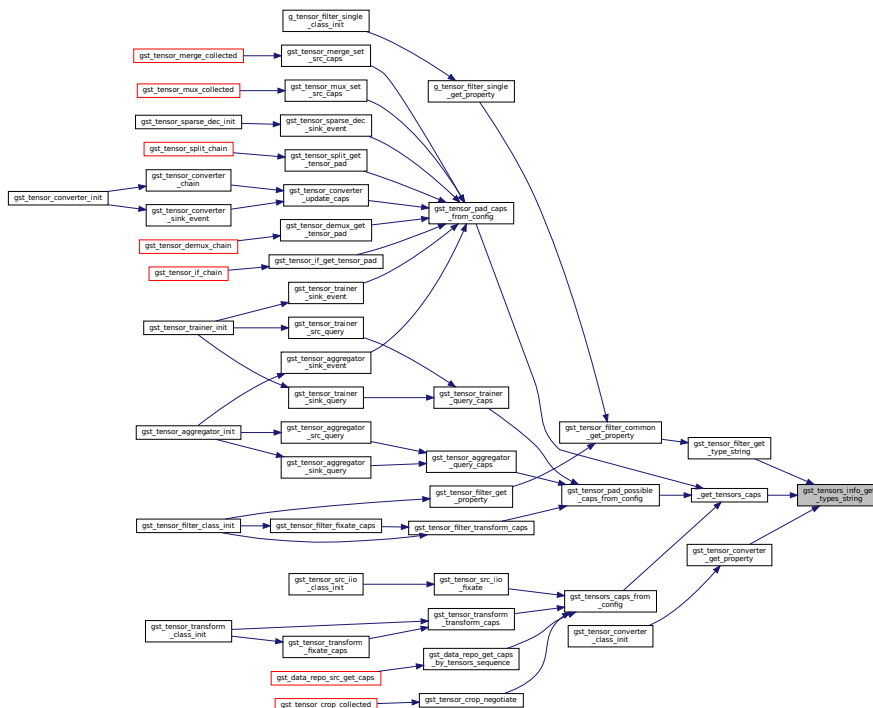 g_tensor_filter_single
_class_init
gst_tensor_merge_set
_src_caps
gst_tensor_merge_collected
gst_tensor_mux_set
_src_caps
gst_tensor_mux_collected
g_tensor_filter_single
_get_property
gst_tensor_sparse_dec_init
gst_tensor_sparse_dec
_sink_event
gst_tensor_split_chain
gst_tensor_split_get
_tensor_pad
gst_tensor_converter
_chain
gst_tensor_converter_init
gst_tensor_converter
_update_caps
gst_tensor_converter
_sink_event
gst_tensor_pad_caps
_from_config
gst_tensor_demux_get
_tensor_pad
gst_tensor_demux_chain
gst_tensor_if_get_tensor_pad
gst_tensor_if_chain
gst_tensor_trainer
_sink_event
gst_tensor_trainer_init
gst_tensor_trainer
_src_query
gst_tensor_aggregator
_sink_event
gst_tensor_trainer
_sink_query
gst_tensor_trainer
_query_caps
gst_tensor_aggregator_init
gst_tensor_aggregator
_src_query
gst_tensor_filter_common
_get_property
gst_tensor_filter_get
_type_string
gst_tensor_aggregator
_sink_query
gst_tensor_aggregator
_query_caps
gst_tensor_filter_get
_property
gst_tensor_pad_possible
_caps_from_config
_get_tensors_caps
gst_tensors_info_get
_types_string
gst_tensor_filter_class_init
gst_tensor_filter_fixate_caps
gst_tensor_filter_transform_caps
gst_tensor_converter
_get_property
gst_tensor_src_iio
_class_init
gst_tensor_src_iio
_fixate
gst_tensors_caps_from
_config
gst_tensor_transform
_class_init
gst_tensor_transform
_transform_caps
gst_tensor_transform
_fixate_caps
gst_tensor_converter
_class_init
gst_data_repo_get_caps
_by_tensors_sequence
gst_data_repo_src_get_caps
gst_tensor_crop_negotiate
gst_tensor_crop_collected